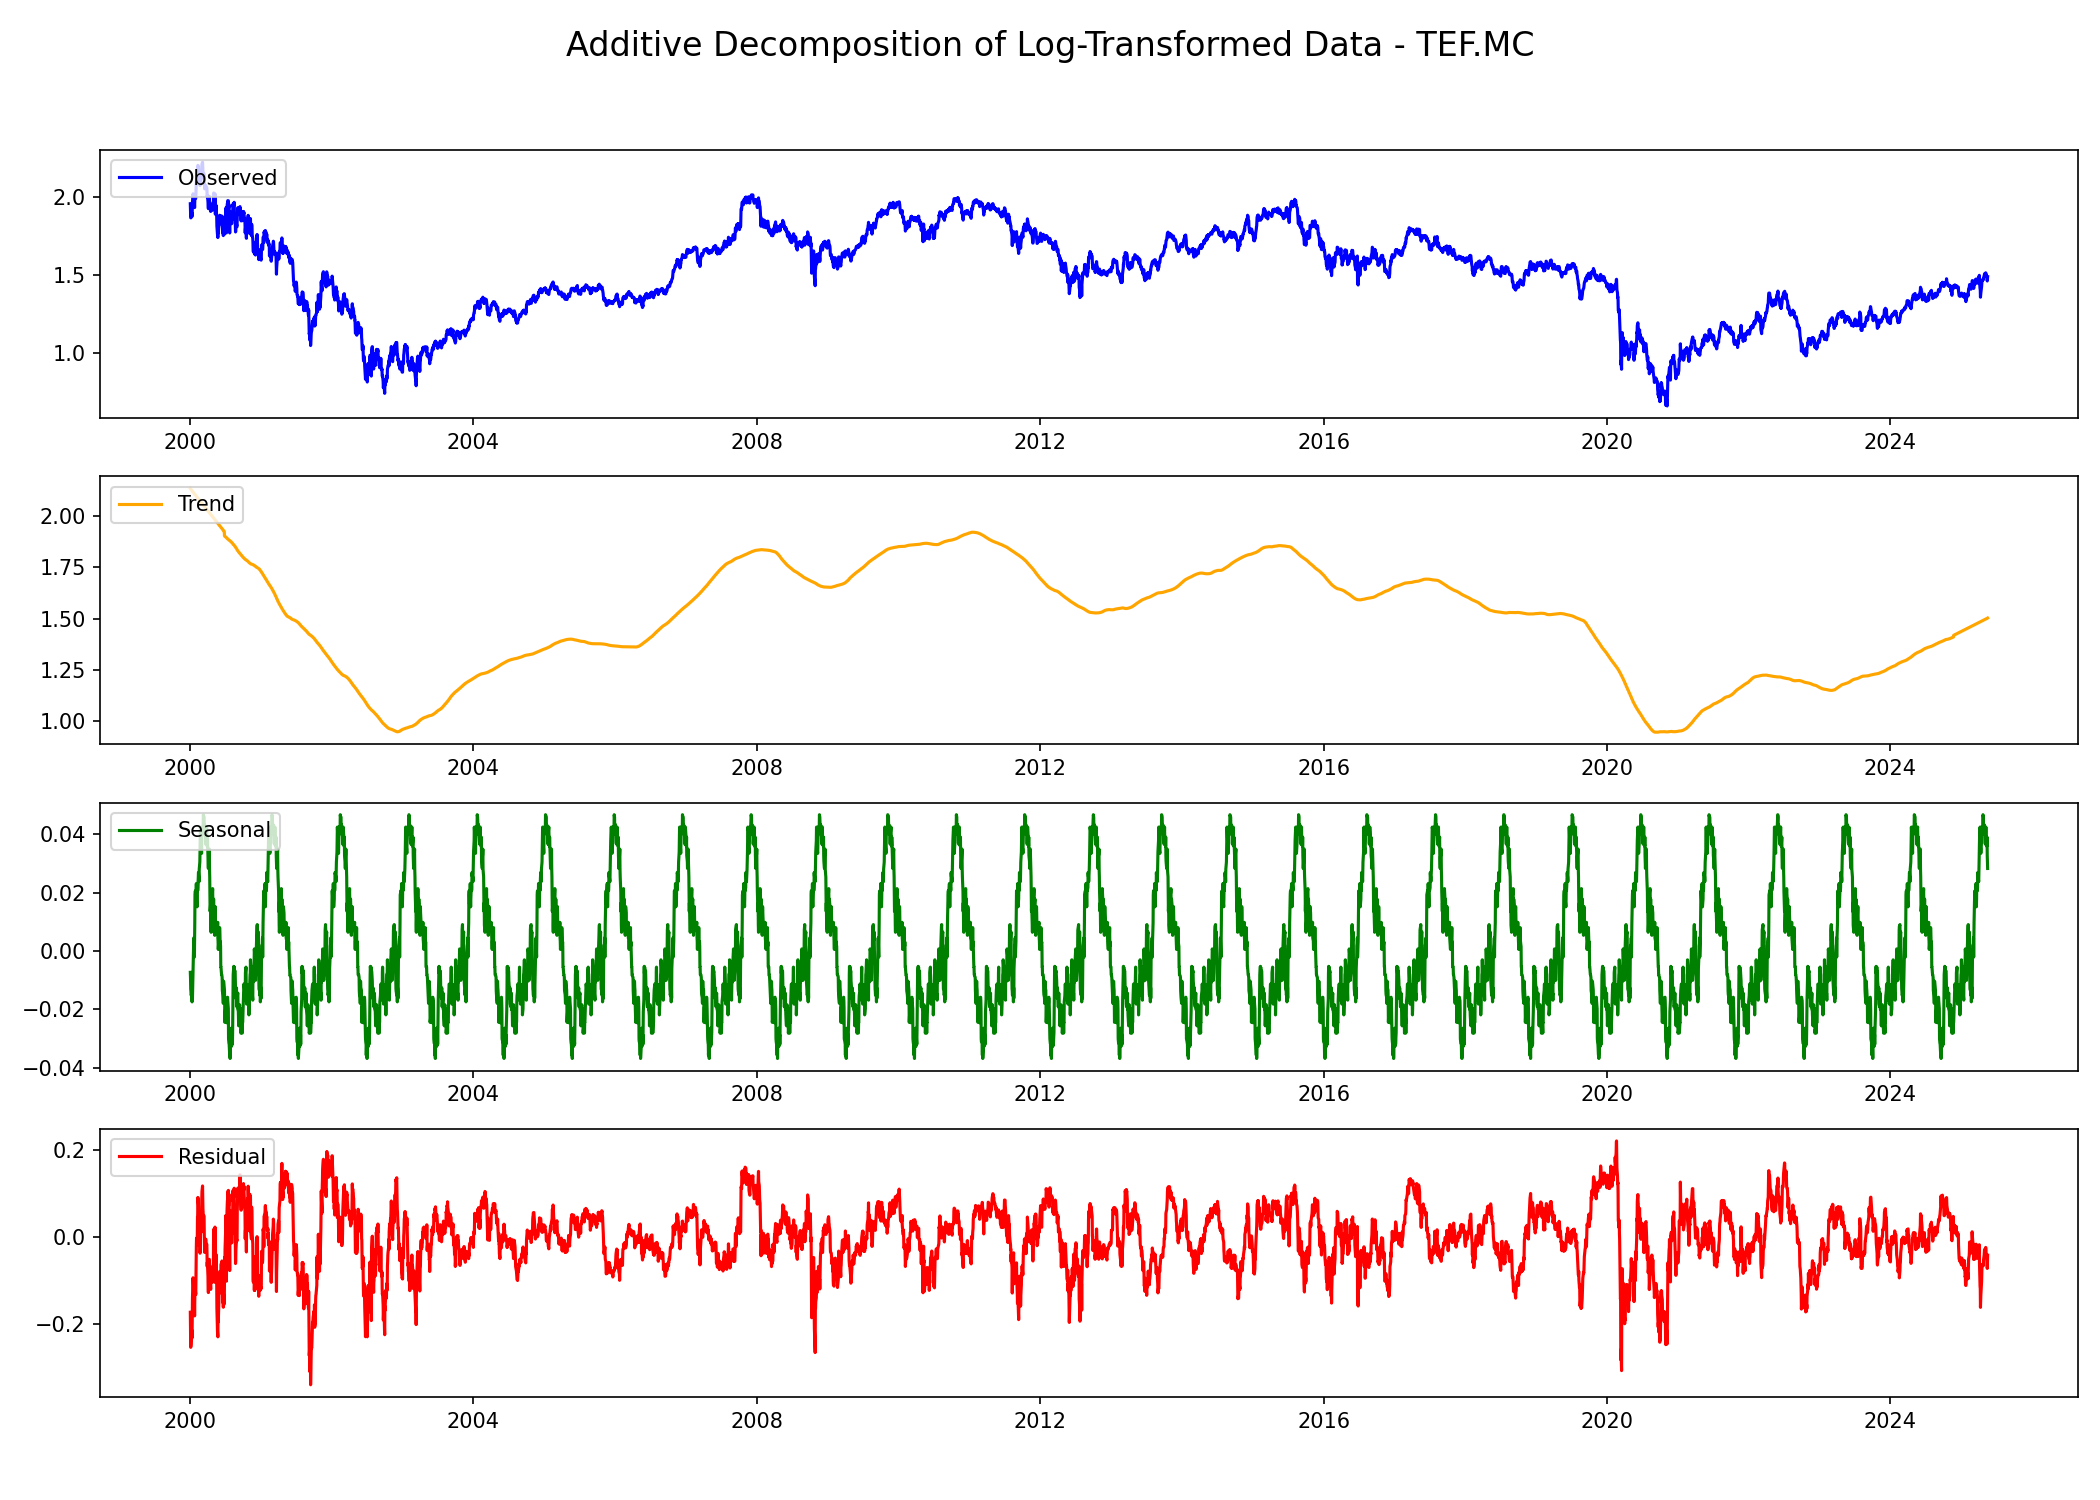 Additive Decomposition of Log-Transformed Data - TEF.MC
Observed
2.0
1.5
1.0
2000 2004 2008 2012 2016 2020 2024
Trend
2.00
1.75
1.50
1.25
1.00
2000 2004 2008 2012 2016 2020 2024
Seasonal
0.04
0.02
0.00
−0.02
−0.04
2000 2004 2008 2012 2016 2020 2024
Residual
0.2
0.0
−0.2
2000 2004 2008 2012 2016 2020 2024